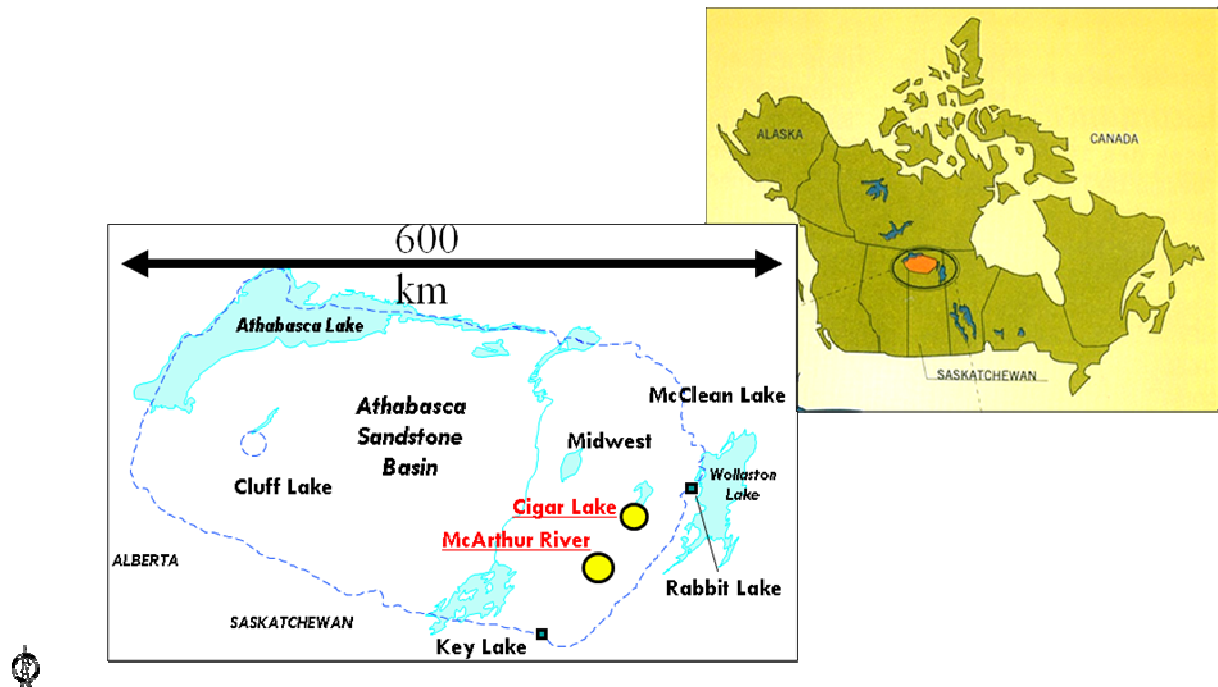 ALASKA
CANADA
SASKATCHEWAN
600
km
Athabasca Lake
McClean Lake
Athabasca
Sandstone
Basin
Midwest
Wollaston
Lake
Cluff Lake
Cigar Lake
McArthur River
ALBERTA
Rabbit Lake
SASKATCHEWAN
Key Lake